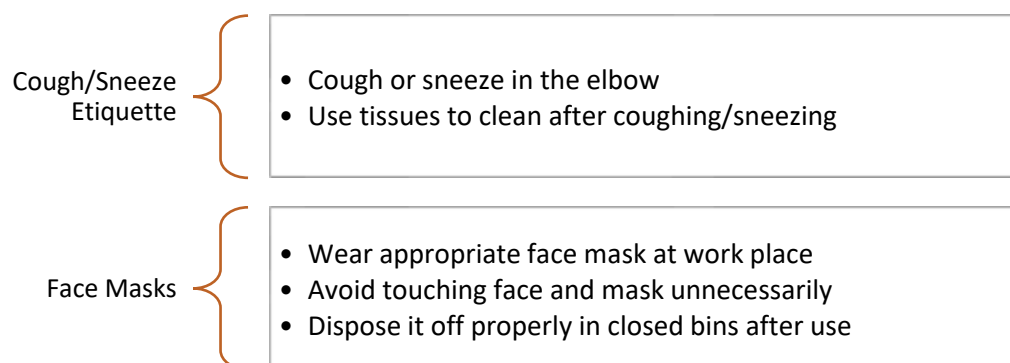 Cough/Sneeze
Etiquette
• Cough or sneeze in the elbow
• Use tissues to clean after coughing/sneezing
Face Masks
• Wear appropriate face mask at work place
• Avoid touching face and mask unnecessarily
• Dispose it off properly in closed bins after use